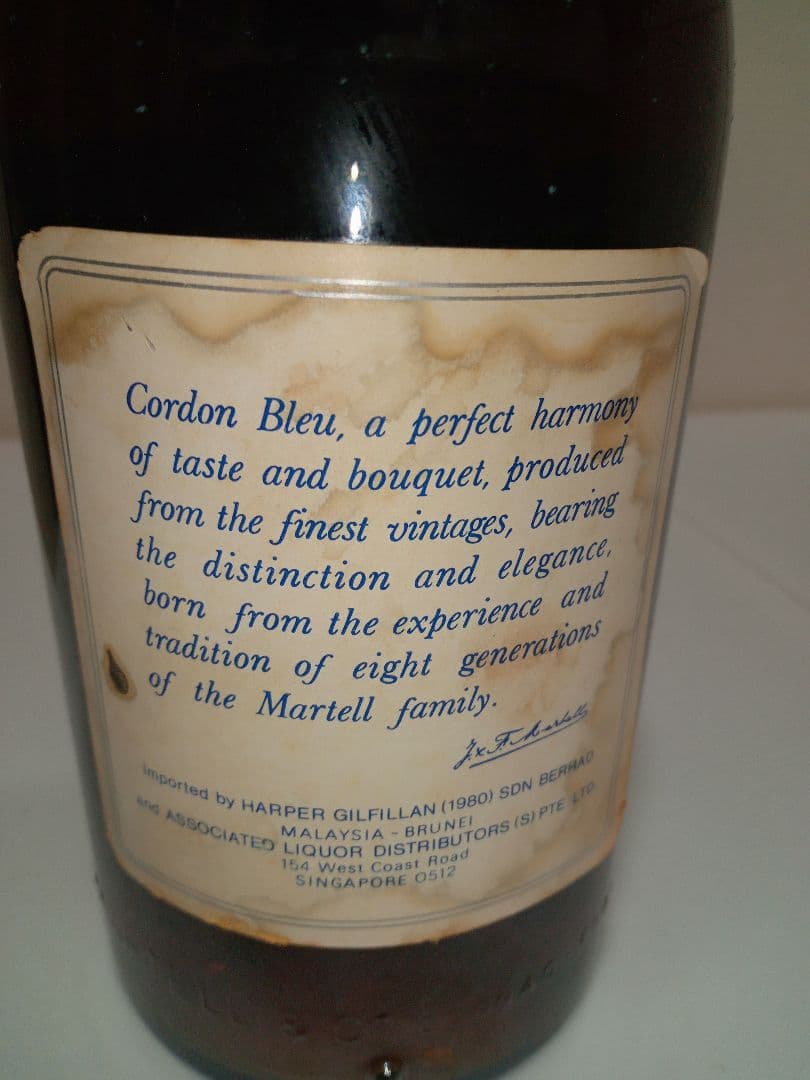 Cordon Bleu, a perfect harmony
of taste and bouquet, produced
from the finest vintages, bearing
the distinction and elegance,
born from the experience and
tradition of eight generations
of the Martell family.
J x F. Martell
Imported by HARPER GILFILLAN (1980) SDN BERHAD
MALAYSIA - BRUNEI
and ASSOCIATED LIQUOR DISTRIBUTORS (S) PTE LTD
154 West Coast Road
SINGAPORE 0512